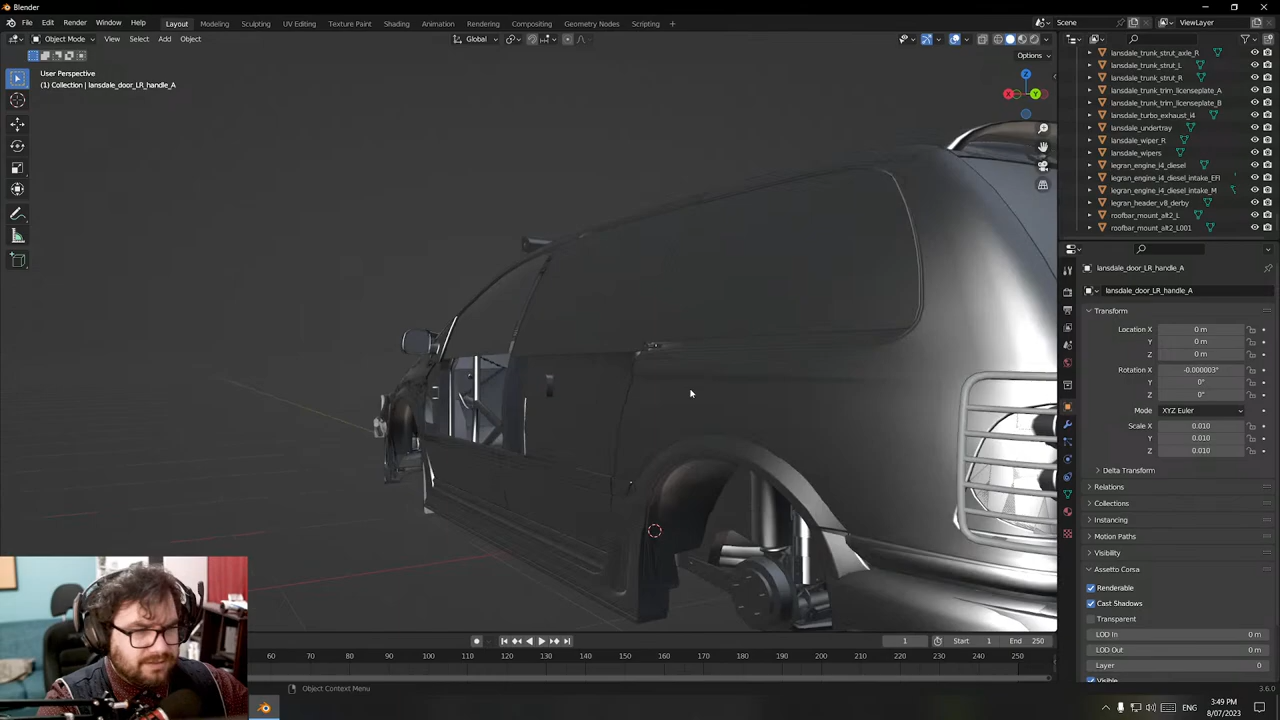 Blender
File Edit Render Window Help Layout Modeling Sculpting UV Editing Texture Paint Shading Animation Rendering Compositing Geometry Nodes Scripting + Scene ViewLayer
Object Mode View Select Add Object Global
Options
User Perspective
(1) Collection | lansdale_door_LR_handle_A
Z
X
Y
lansdale_trunk_strut_axle_R
lansdale_trunk_strut_L
lansdale_trunk_strut_R
lansdale_trunk_trim_licenseplate_A
lansdale_trunk_trim_licenseplate_B
lansdale_turbo_exhaust_i4
lansdale_undertray
lansdale_wiper_R
lansdale_wipers
legran_engine_i4_diesel
legran_engine_i4_diesel_intake_EFI
legran_engine_i4_diesel_intake_M
legran_header_v8_derby
roofbar_mount_alt2_L
roofbar_mount_alt2_L001
lansdale_door_LR_handle_A
lansdale_door_LR_handle_A
Transform
Location X 0 m
Y 0 m
Z 0 m
Rotation X -0.000003°
Y 0°
Z 0°
Mode XYZ Euler
Scale X 0.010
Y 0.010
Z 0.010
Delta Transform
Relations
Collections
Instancing
Motion Paths
Visibility
Assetto Corsa
Renderable
Cast Shadows
Transparent
LOD In 0 m
LOD Out 0 m
Layer 0
Visible
1 Start 1 End 250
60 70 80 90 100 110 120 130 140 150 160 170 180 190 200 210 220 230 240 250
Object Context Menu
3.6.0
ENG
3:49 PM
8/07/2023